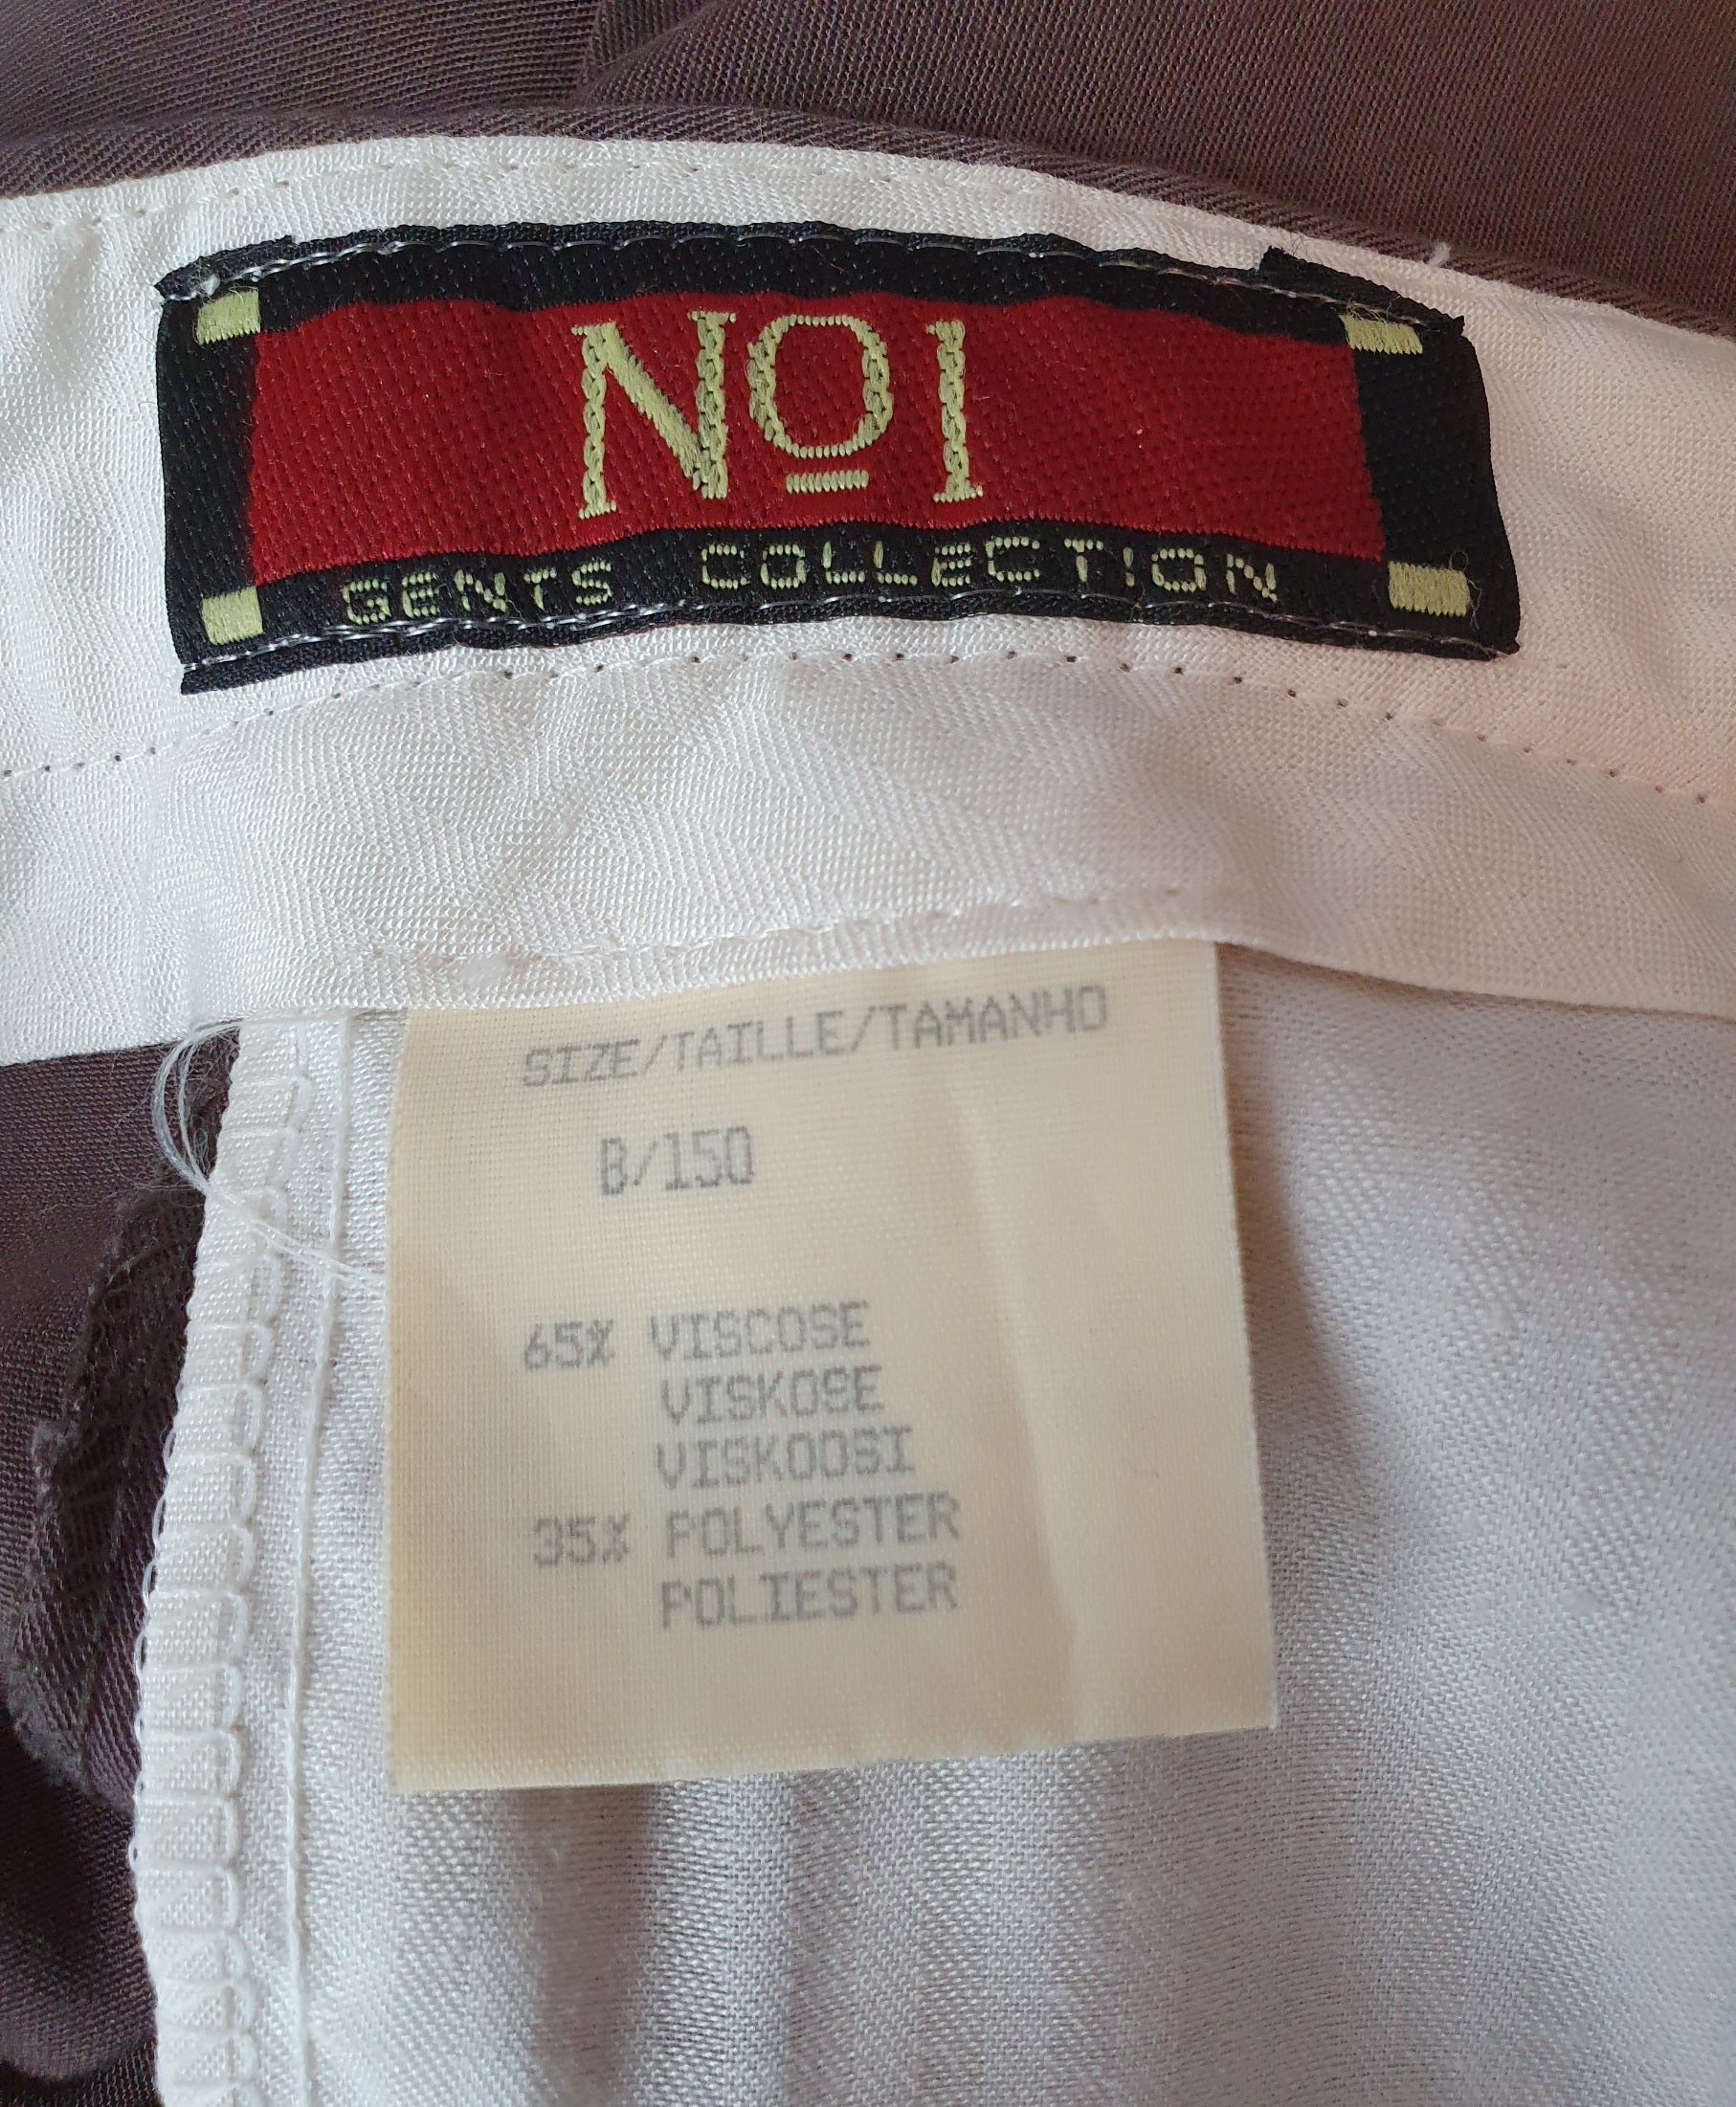 Nº1
GENTS COLLECTION
SIZE/TAILLE/TAMANHO
B/150
65% VISCOSE
VISKOSE
VISKOOSI
35% POLYESTER
POLIESTER